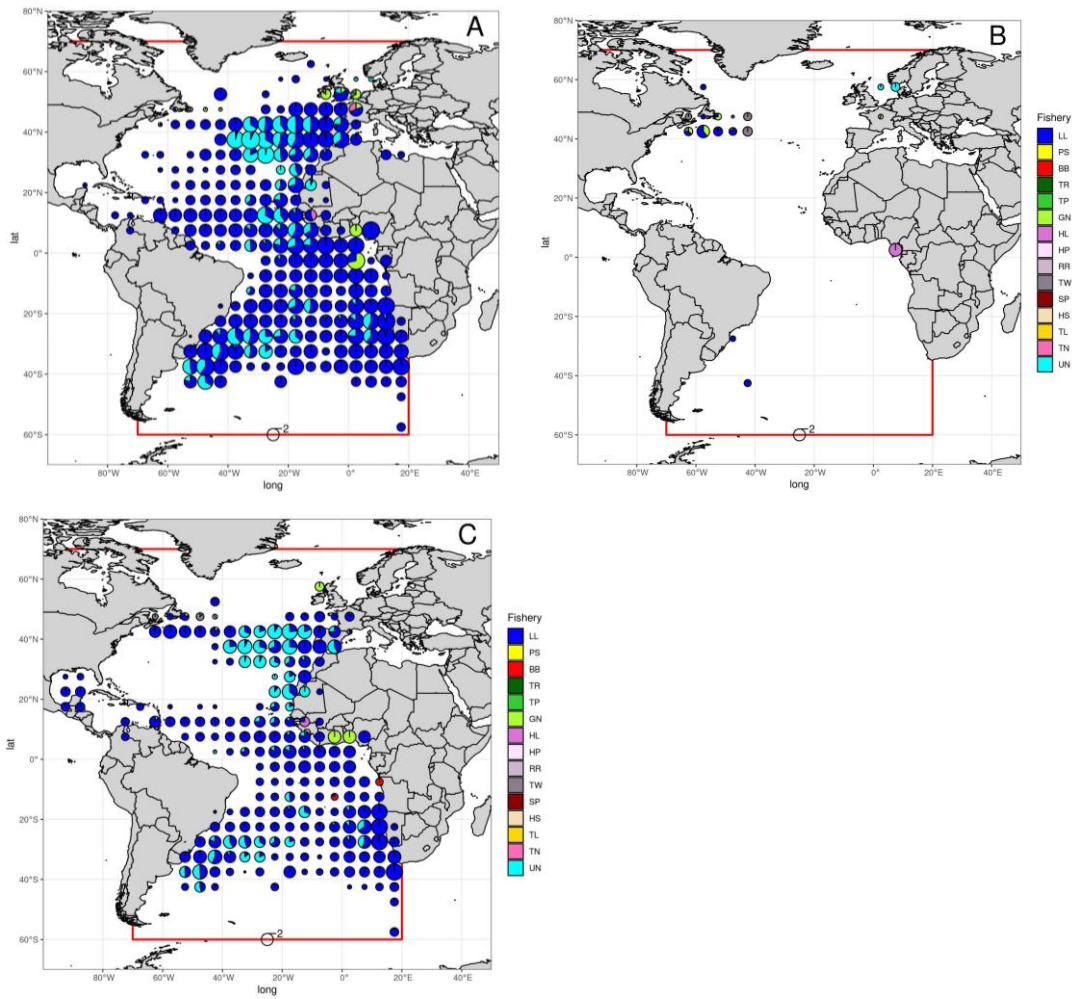 A
80°N
60°N
40°N
20°N
0°
20°S
40°S
60°S
lat
−2
80°W
60°W
40°W
20°W
0°
20°E
40°E
long
B
80°N
60°N
40°N
20°N
0°
20°S
40°S
60°S
lat
−2
80°W
60°W
40°W
20°W
0°
20°E
40°E
long
Fishery
LL
PS
BB
TR
TP
GN
HL
HP
RR
TW
SP
HS
TL
TN
UN
C
80°N
60°N
40°N
20°N
0°
20°S
40°S
60°S
lat
−2
80°W
60°W
40°W
20°W
0°
20°E
40°E
long
Fishery
LL
PS
BB
TR
TP
GN
HL
HP
RR
TW
SP
HS
TL
TN
UN